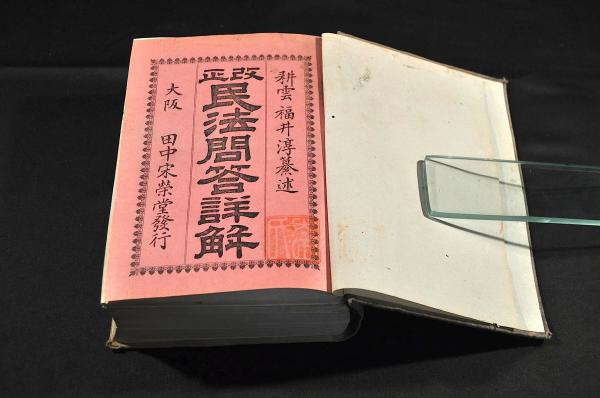 耕雲 福井淳纂述
改正
民法問答詳解
大阪 田中宋榮堂發行